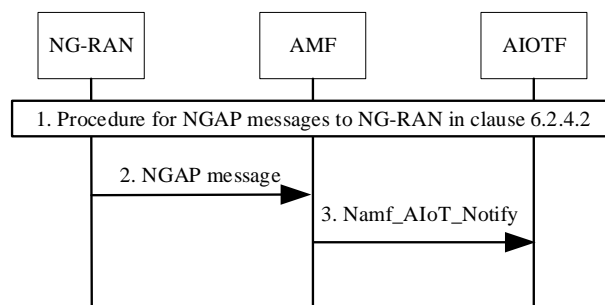 NG-RAN
AMF
AIOTF
1. Procedure for NGAP messages to NG-RAN in clause 6.2.4.2
2. NGAP message
3. Namf_AIoT_Notify